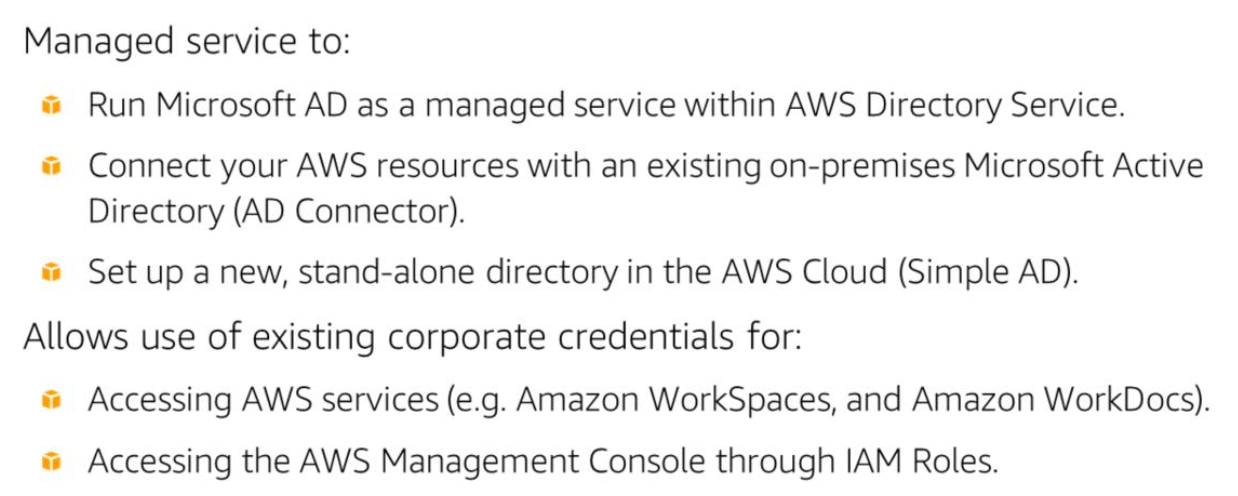 Managed service to:
Run Microsoft AD as a managed service within AWS Directory Service.
Connect your AWS resources with an existing on-premises Microsoft Active
Directory (AD Connector).
Set up a new, stand-alone directory in the AWS Cloud (Simple AD).
Allows use of existing corporate credentials for:
Accessing AWS services (e.g. Amazon WorkSpaces, and Amazon WorkDocs).
Accessing the AWS Management Console through IAM Roles.